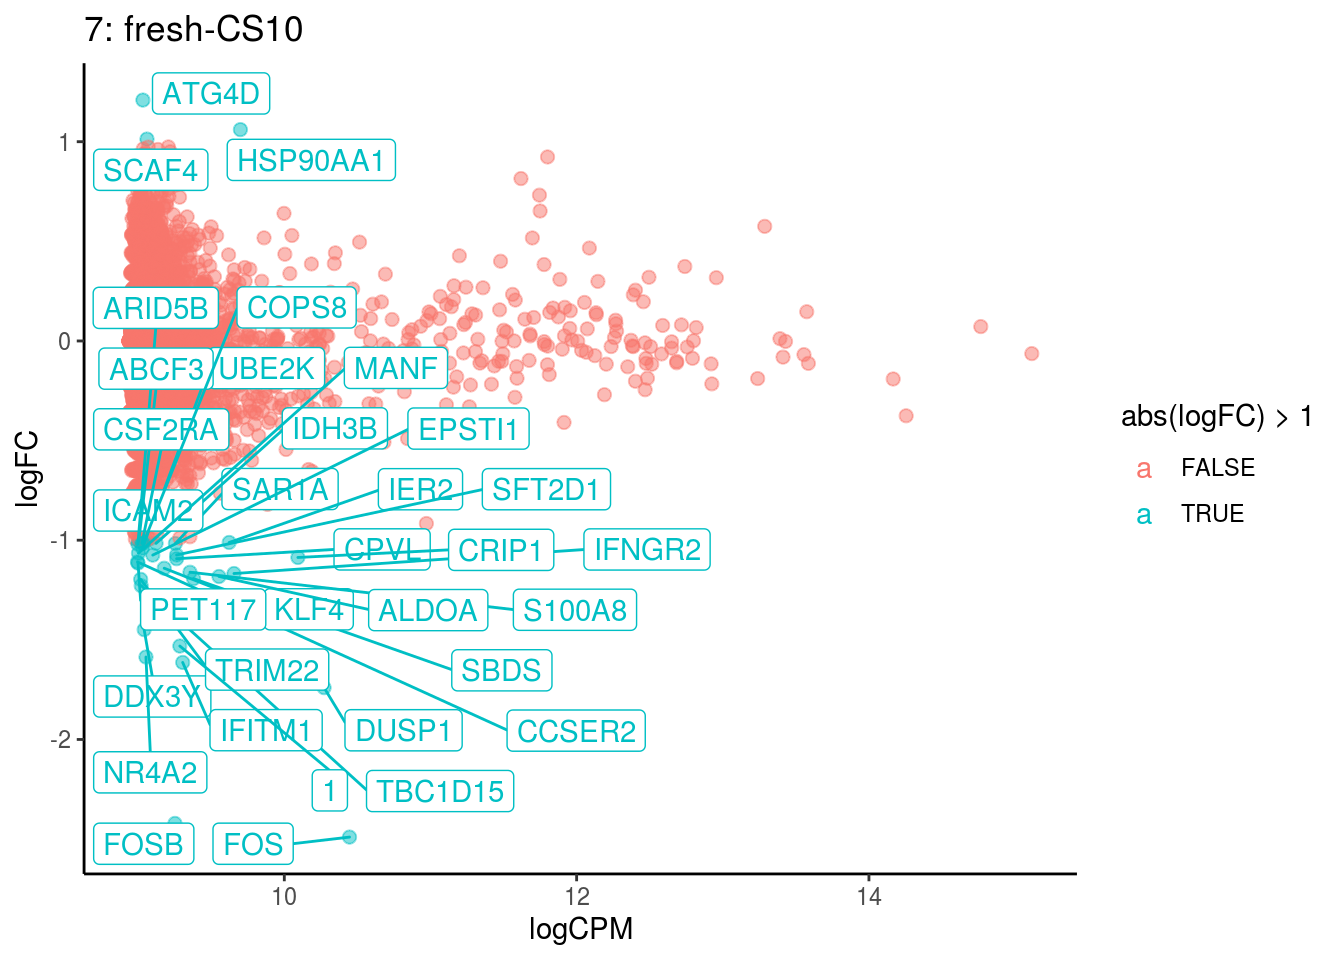 7: fresh-CS10
ATG4D
HSP90AA1
SCAF4
ARID5B
COPS8
ABCF3
UBE2K
MANF
CSF2RA
IDH3B
EPSTI1
SAR1A
IER2
SFT2D1
ICAM2
CPVL
CRIP1
IFNGR2
PET117
KLF4
ALDOA
S100A8
TRIM22
SBDS
DDX3Y
IFITM1
DUSP1
CCSER2
NR4A2
1
TBC1D15
FOSB
FOS
1
0
-1
-2
logFC
10
12
14
logCPM
abs(logFC) > 1
a FALSE
a TRUE